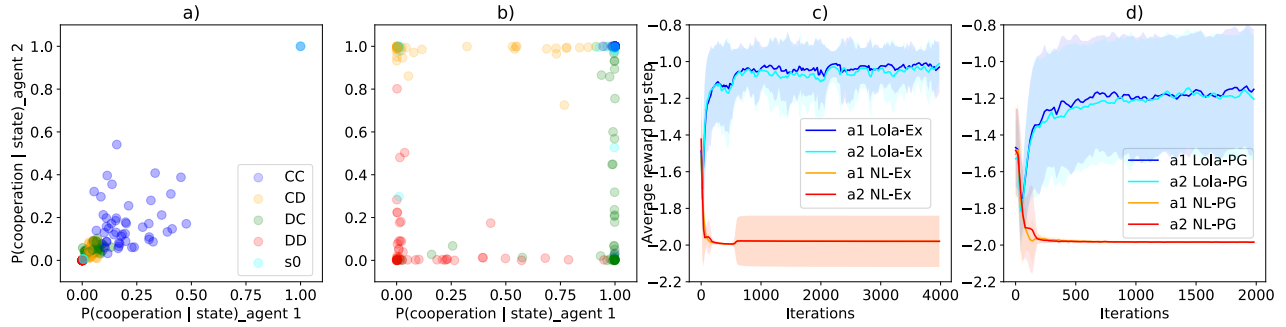 a)
P(cooperation | state)_agent 2
1.0
0.8
0.6
0.4
0.2
0.0
CC
CD
DC
DD
s0
0.00 0.25 0.50 0.75 1.00
P(cooperation | state)_agent 1
b)
1.0
0.8
0.6
0.4
0.2
0.0
0.00 0.25 0.50 0.75 1.00
P(cooperation | state)_agent 1
c)
Average reward per step
−0.8
−1.0
−1.2
−1.4
−1.6
−1.8
−2.0
−2.2
a1 Lola-Ex
a2 Lola-Ex
a1 NL-Ex
a2 NL-Ex
0 1000 2000 3000 4000
Iterations
d)
−0.8
−1.0
−1.2
−1.4
−1.6
−1.8
−2.0
−2.2
a1 Lola-PG
a2 Lola-PG
a1 NL-PG
a2 NL-PG
0 500 1000 1500 2000
Iterations